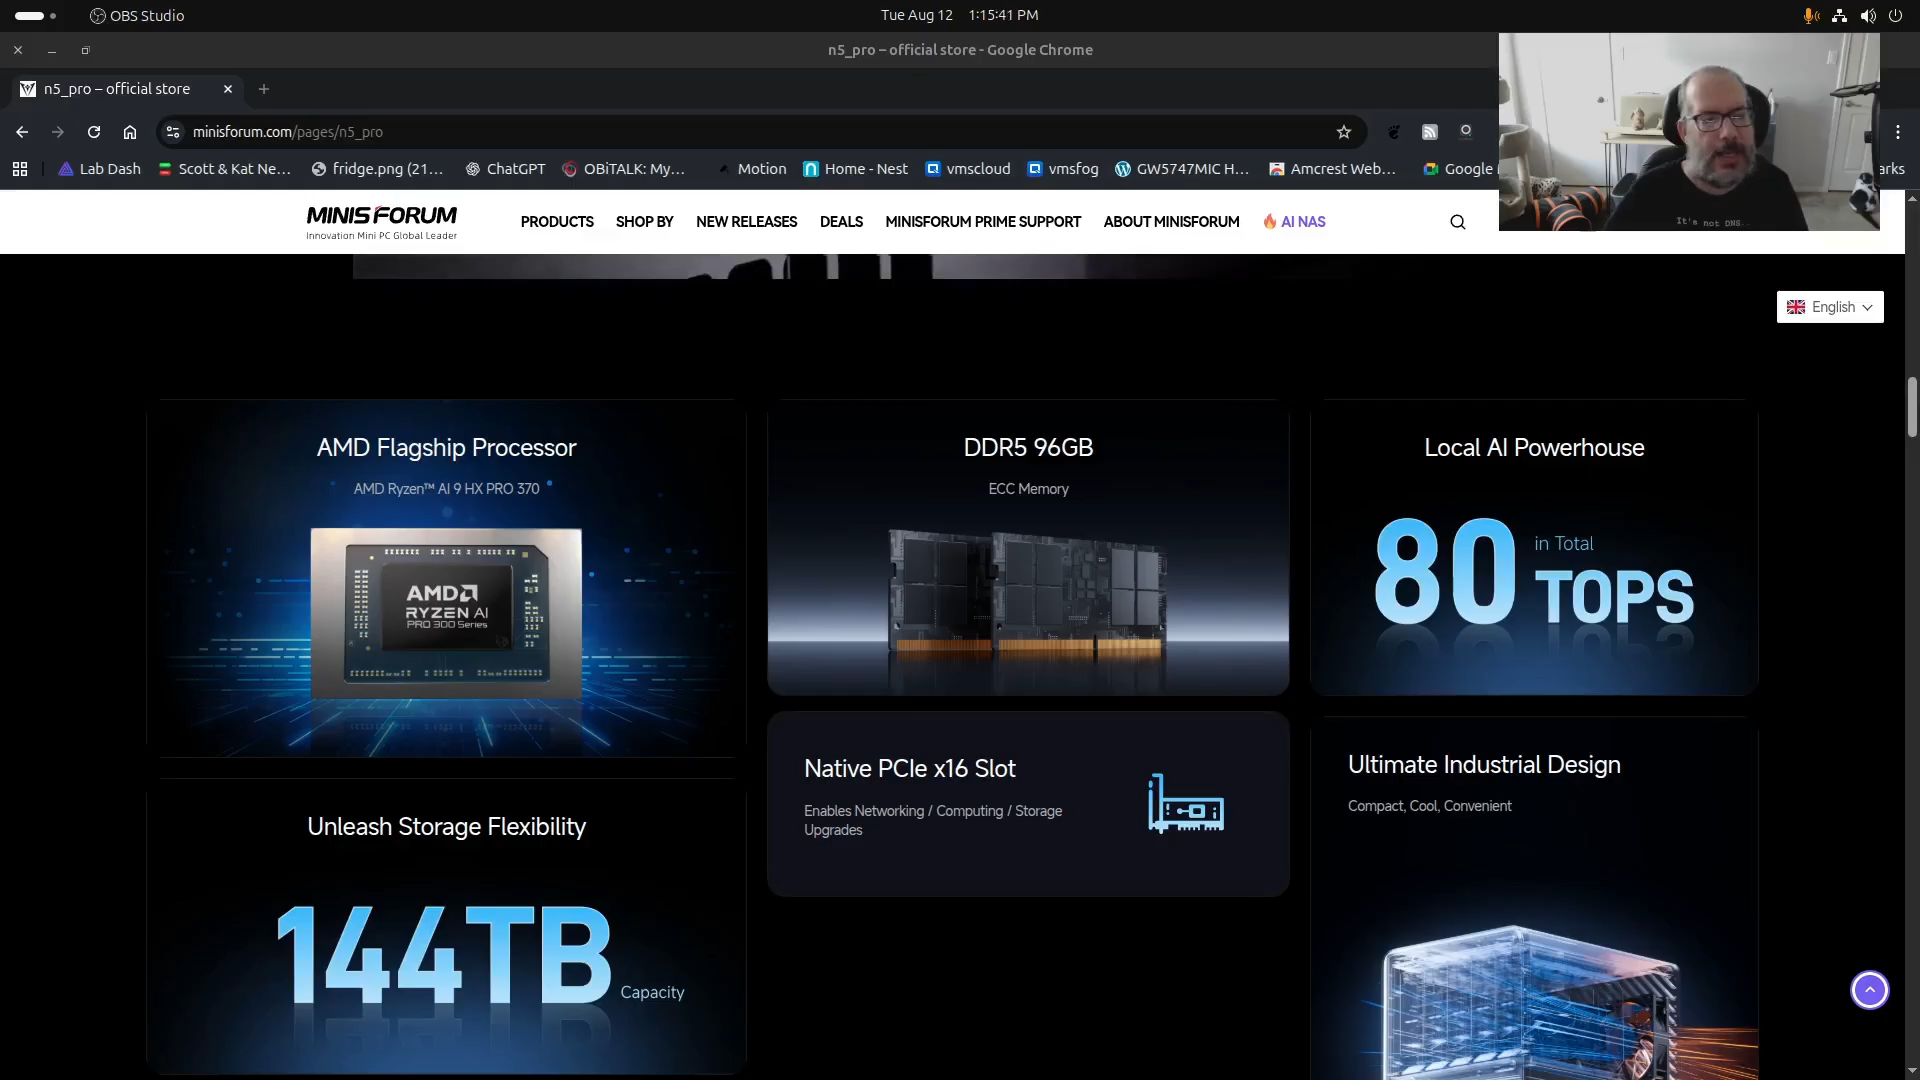 OBS Studio
Tue Aug 12 1:15:41 PM
n5_pro – official store - Google Chrome
n5_pro – official store
minisforum.com/pages/n5_pro
Lab Dash
Scott & Kat Ne...
fridge.png (21...
ChatGPT
OBiTALK: My...
Motion
Home - Nest
vmscloud
vmsfog
GW5747MIC H...
Amcrest Web...
Google
arks
It's not DNS..
MINISFORUM
Innovation Mini PC Global Leader
PRODUCTS
SHOP BY
NEW RELEASES
DEALS
MINISFORUM PRIME SUPPORT
ABOUT MINISFORUM
AI NAS
English
AMD Flagship Processor
AMD Ryzen™ AI 9 HX PRO 370
AMD
RYZEN AI
PRO 300 Series
DDR5 96GB
ECC Memory
Local AI Powerhouse
80 in Total
TOPS
Native PCIe x16 Slot
Enables Networking / Computing / Storage
Upgrades
Ultimate Industrial Design
Compact, Cool, Convenient
Unleash Storage Flexibility
144TB Capacity